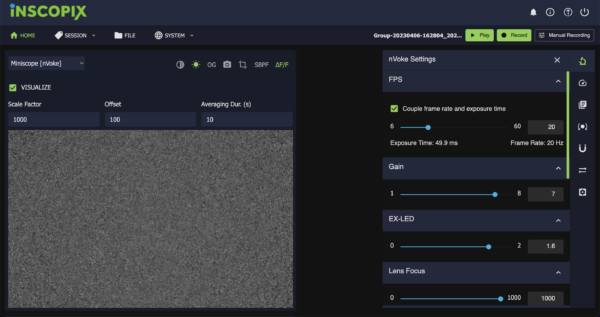 inscopix
HOME
SESSION
FILE
SYSTEM
Group-20230406-162804_202...
Play
Record
Manual Recording
Miniscope [nVoke]
OG
SBPF
ΔF/F
VISUALIZE
Scale Factor
Offset
Averaging Dur. (s)
1000
100
10
nVoke Settings
FPS
Couple frame rate and exposure time
6
60
20
Exposure Time: 49.9 ms
Frame Rate: 20 Hz
Gain
1
8
7
EX-LED
0
2
1.6
Lens Focus
0
1000
1000